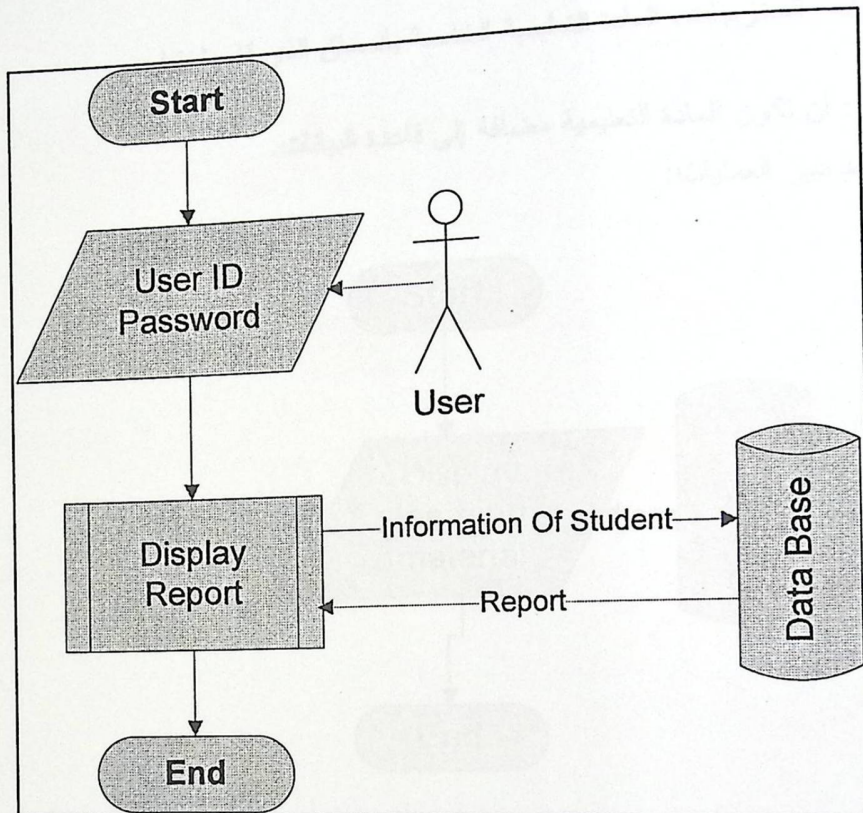 Start
User ID
Password
User
Information Of Student
Display
Report
Report
Data Base
End